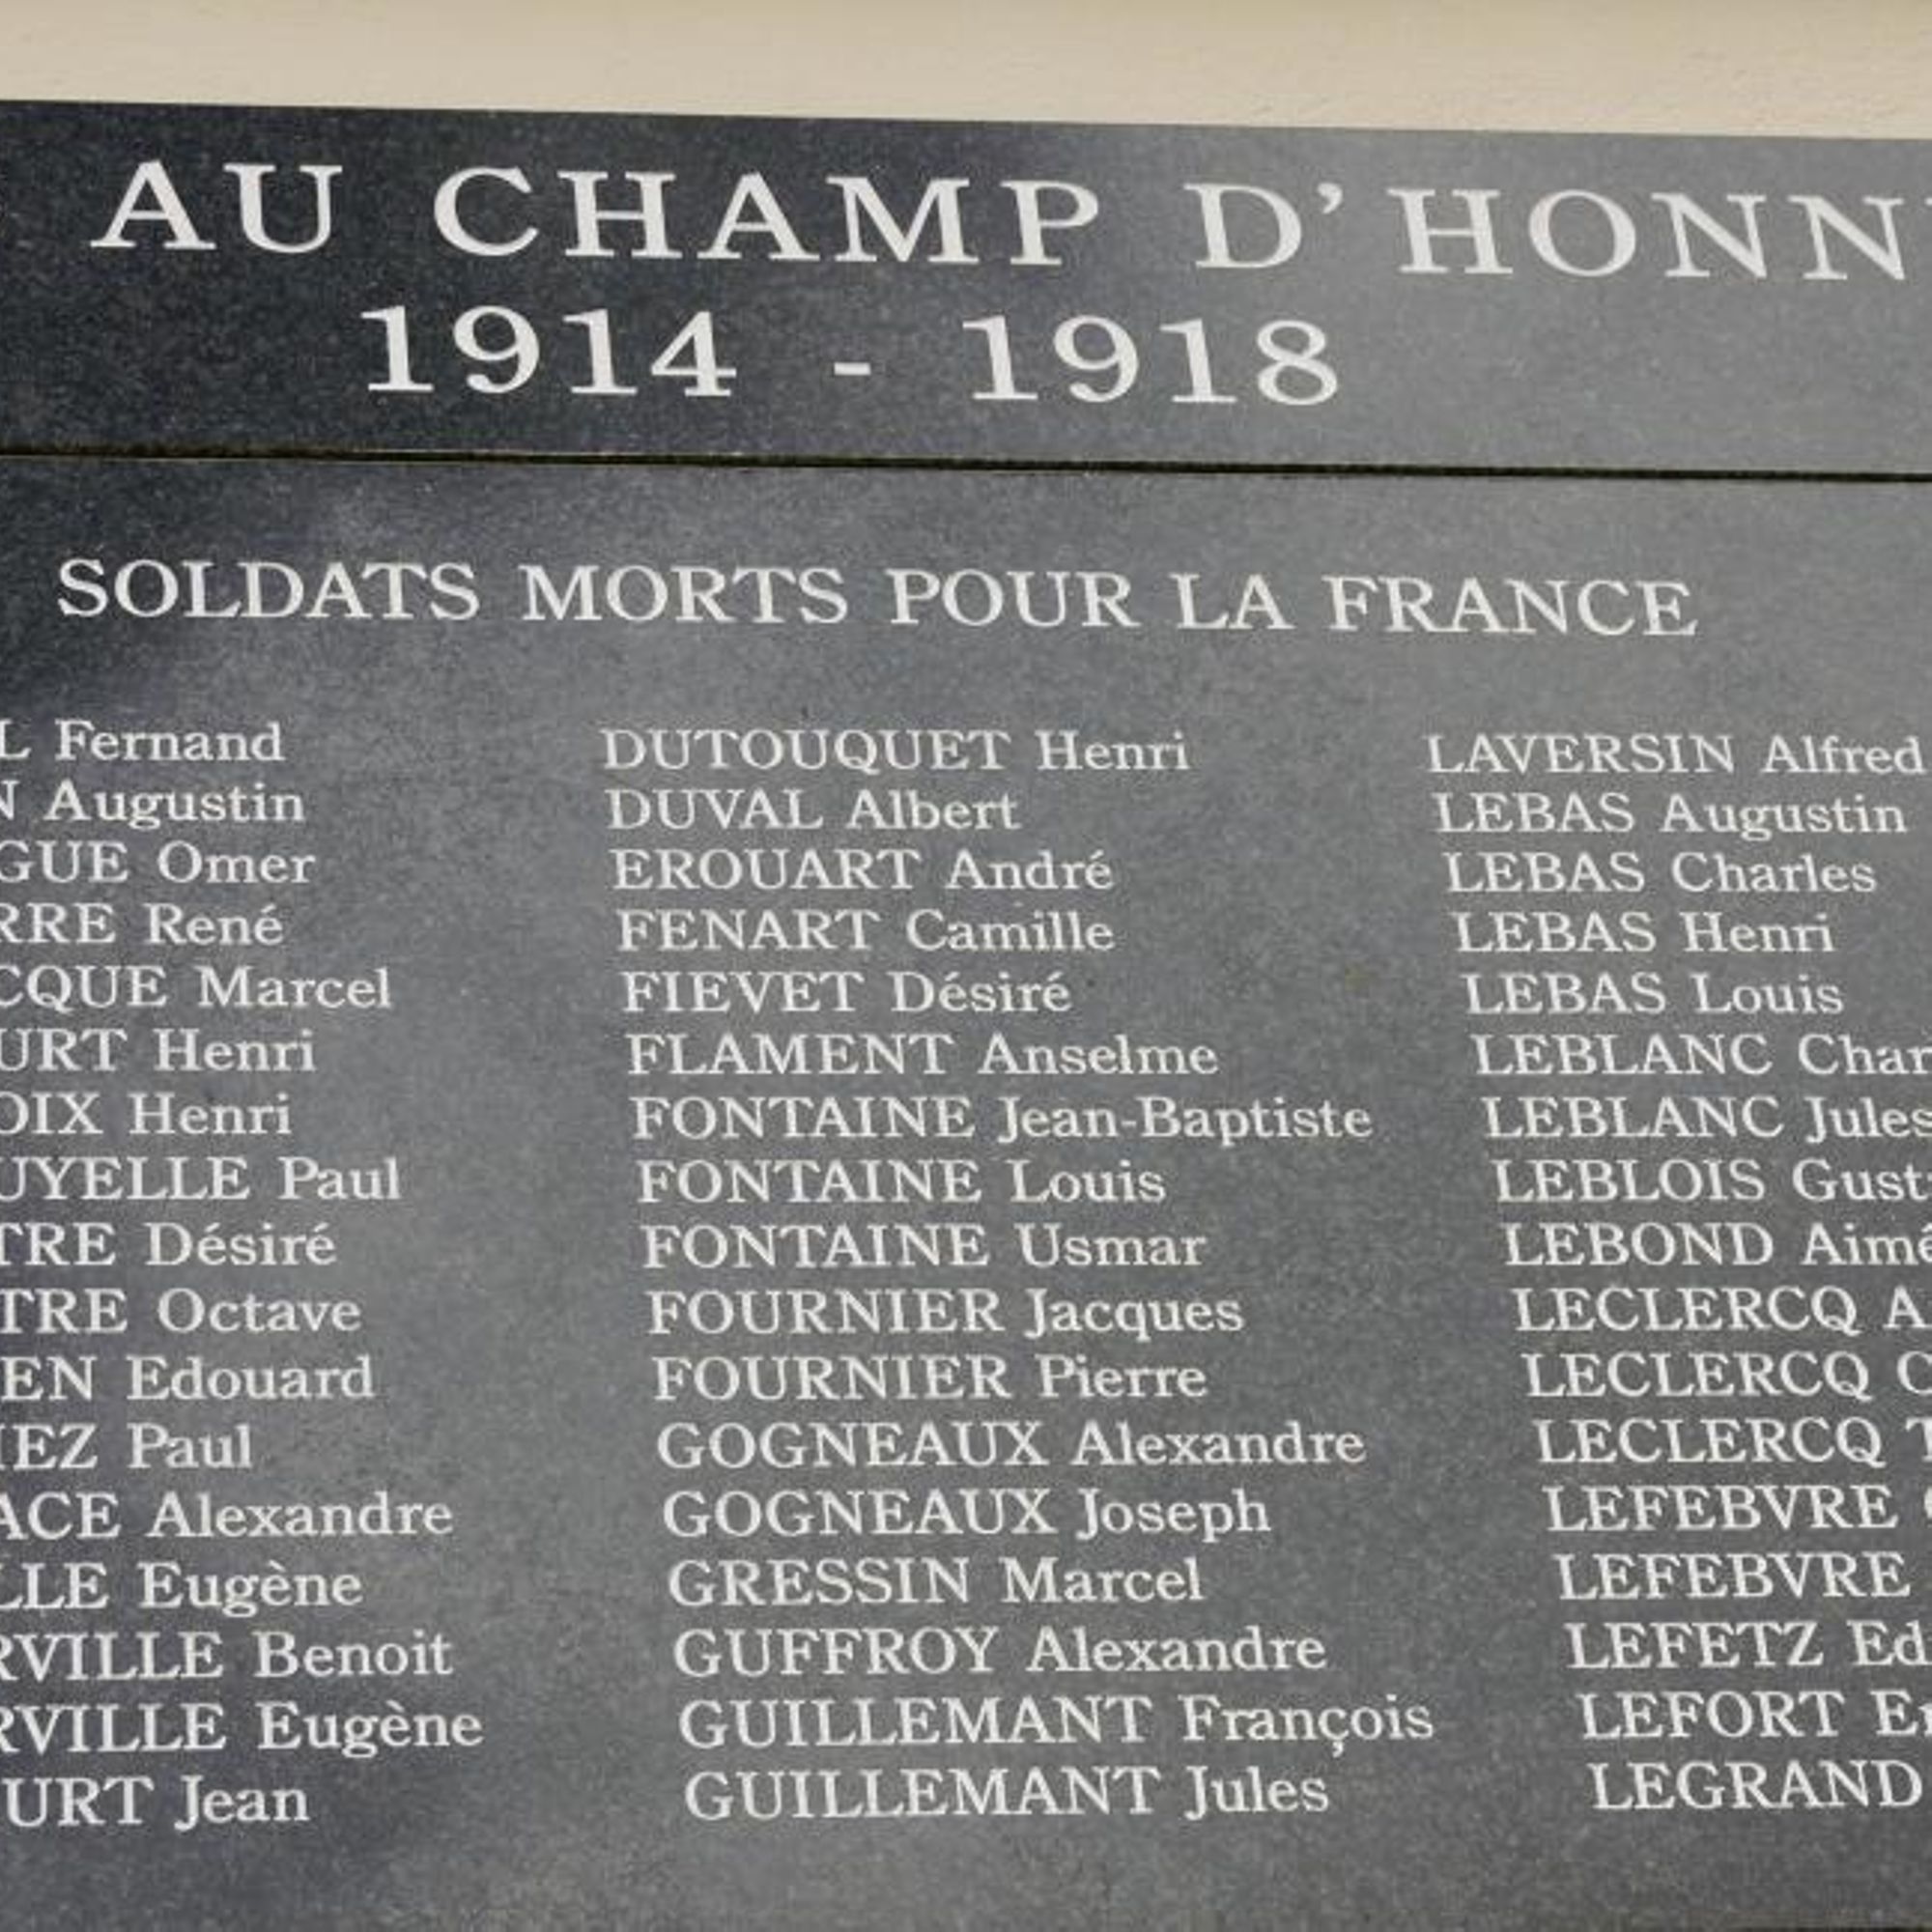 AU CHAMP D'HONN
1914 - 1918
SOLDATS MORTS POUR LA FRANCE
L Fernand
N Augustin
GUE Omer
RRE René
CQUE Marcel
URT Henri
OIX Henri
UYELLE Paul
TRE Désiré
TRE Octave
EN Edouard
IEZ Paul
ACE Alexandre
LLE Eugène
RVILLE Benoit
RVILLE Eugène
URT Jean
DUTOUQUET Henri
DUVAL Albert
EROUART André
FENART Camille
FIEVET Désiré
FLAMENT Anselme
FONTAINE Jean-Baptiste
FONTAINE Louis
FONTAINE Usmar
FOURNIER Jacques
FOURNIER Pierre
GOGNEAUX Alexandre
GOGNEAUX Joseph
GRESSIN Marcel
GUFFROY Alexandre
GUILLEMANT François
GUILLEMANT Jules
LAVERSIN Alfred
LEBAS Augustin
LEBAS Charles
LEBAS Henri
LEBAS Louis
LEBLANC Char
LEBLANC Jules
LEBLOIS Gust
LEBOND Aimé
LECLERCQ A
LECLERCQ
LECLERCQ
LEFEBVRE
LEFEBVRE
LEFETZ Ed
LEFORT E
LEGRAND